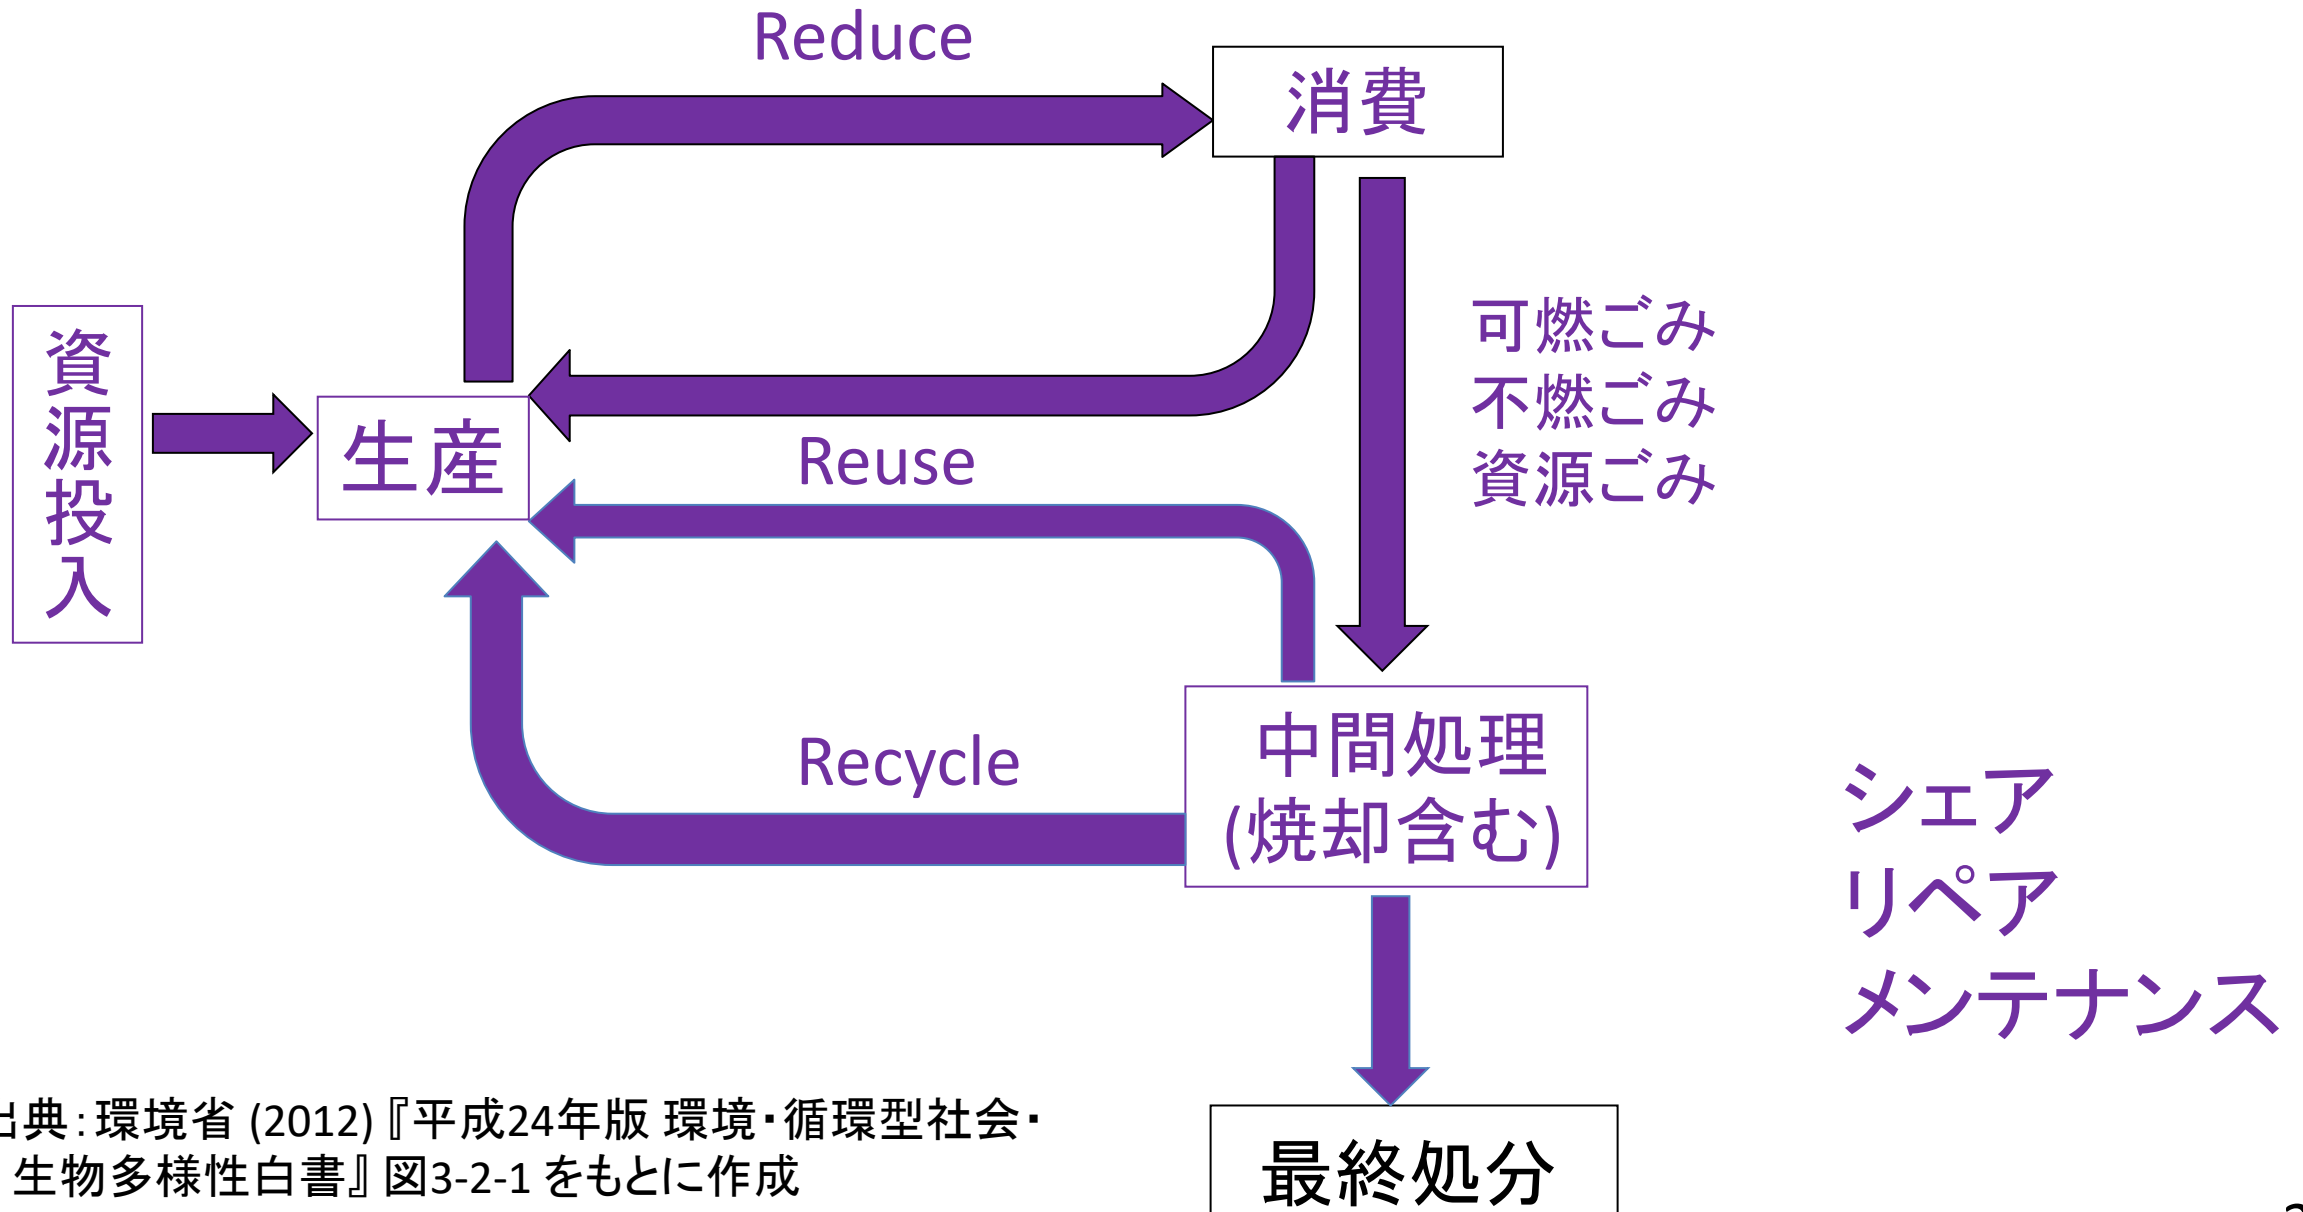 Reduce
消費
資源投入
生産
可燃ごみ
不燃ごみ
資源ごみ
Reuse
Recycle
中間処理
(焼却含む)
シェア
リペア
メンテナンス
出典：環境省 (2012)『平成24年版 環境・循環型社会・
生物多様性白書』図3-2-1 をもとに作成
最終処分